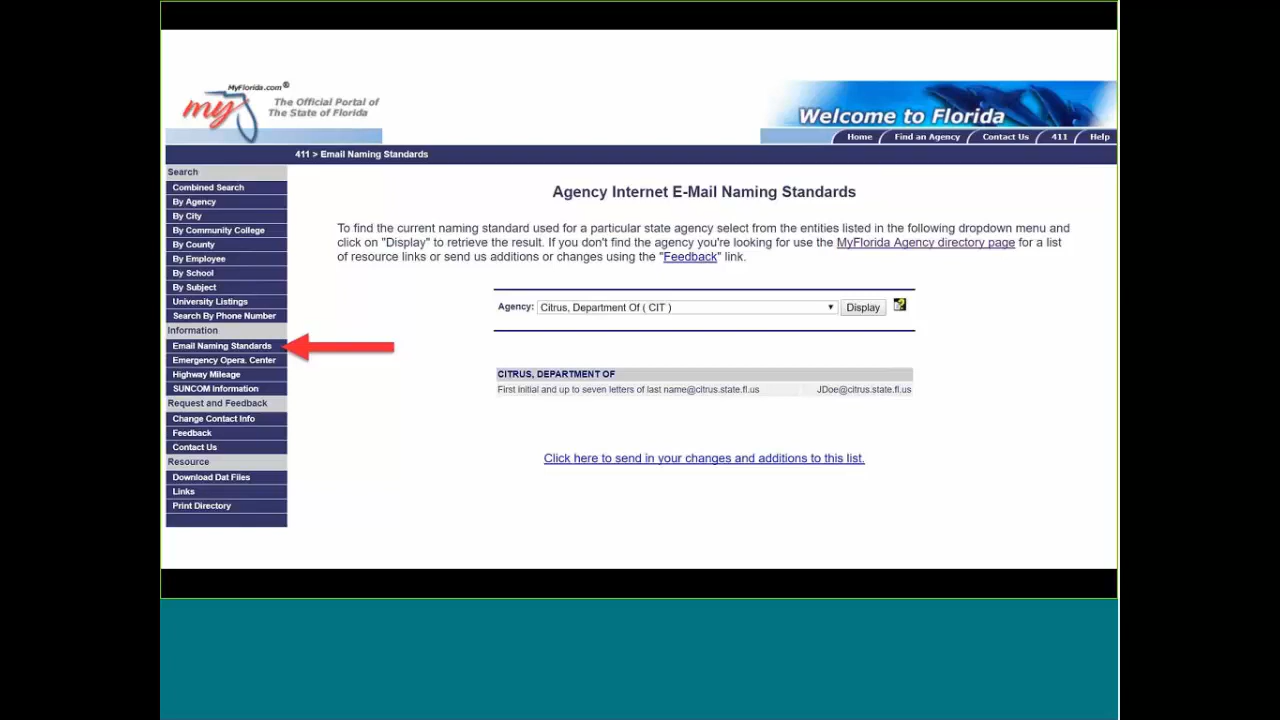 MyFlorida.com®
my
The Official Portal of
The State of Florida
Welcome to Florida
Home Find an Agency Contact Us 411 Help
411 > Email Naming Standards
Search
Combined Search
By Agency
By City
By Community College
By County
By Employee
By School
By Subject
University Listings
Search By Phone Number
Information
Email Naming Standards
Emergency Opera. Center
Highway Mileage
SUNCOM Information
Request and Feedback
Change Contact Info
Feedback
Contact Us
Resource
Download Dat Files
Links
Print Directory
Agency Internet E-Mail Naming Standards
To find the current naming standard used for a particular state agency select from the entities listed in the following dropdown menu and
click on "Display" to retrieve the result. If you don't find the agency you're looking for use the MyFlorida Agency directory page for a list
of resource links or send us additions or changes using the "Feedback" link.
Agency: Citrus, Department Of ( CIT ) Display
CITRUS, DEPARTMENT OF
First initial and up to seven letters of last name@citrus.state.fl.us JDoe@citrus.state.fl.us
Click here to send in your changes and additions to this list.